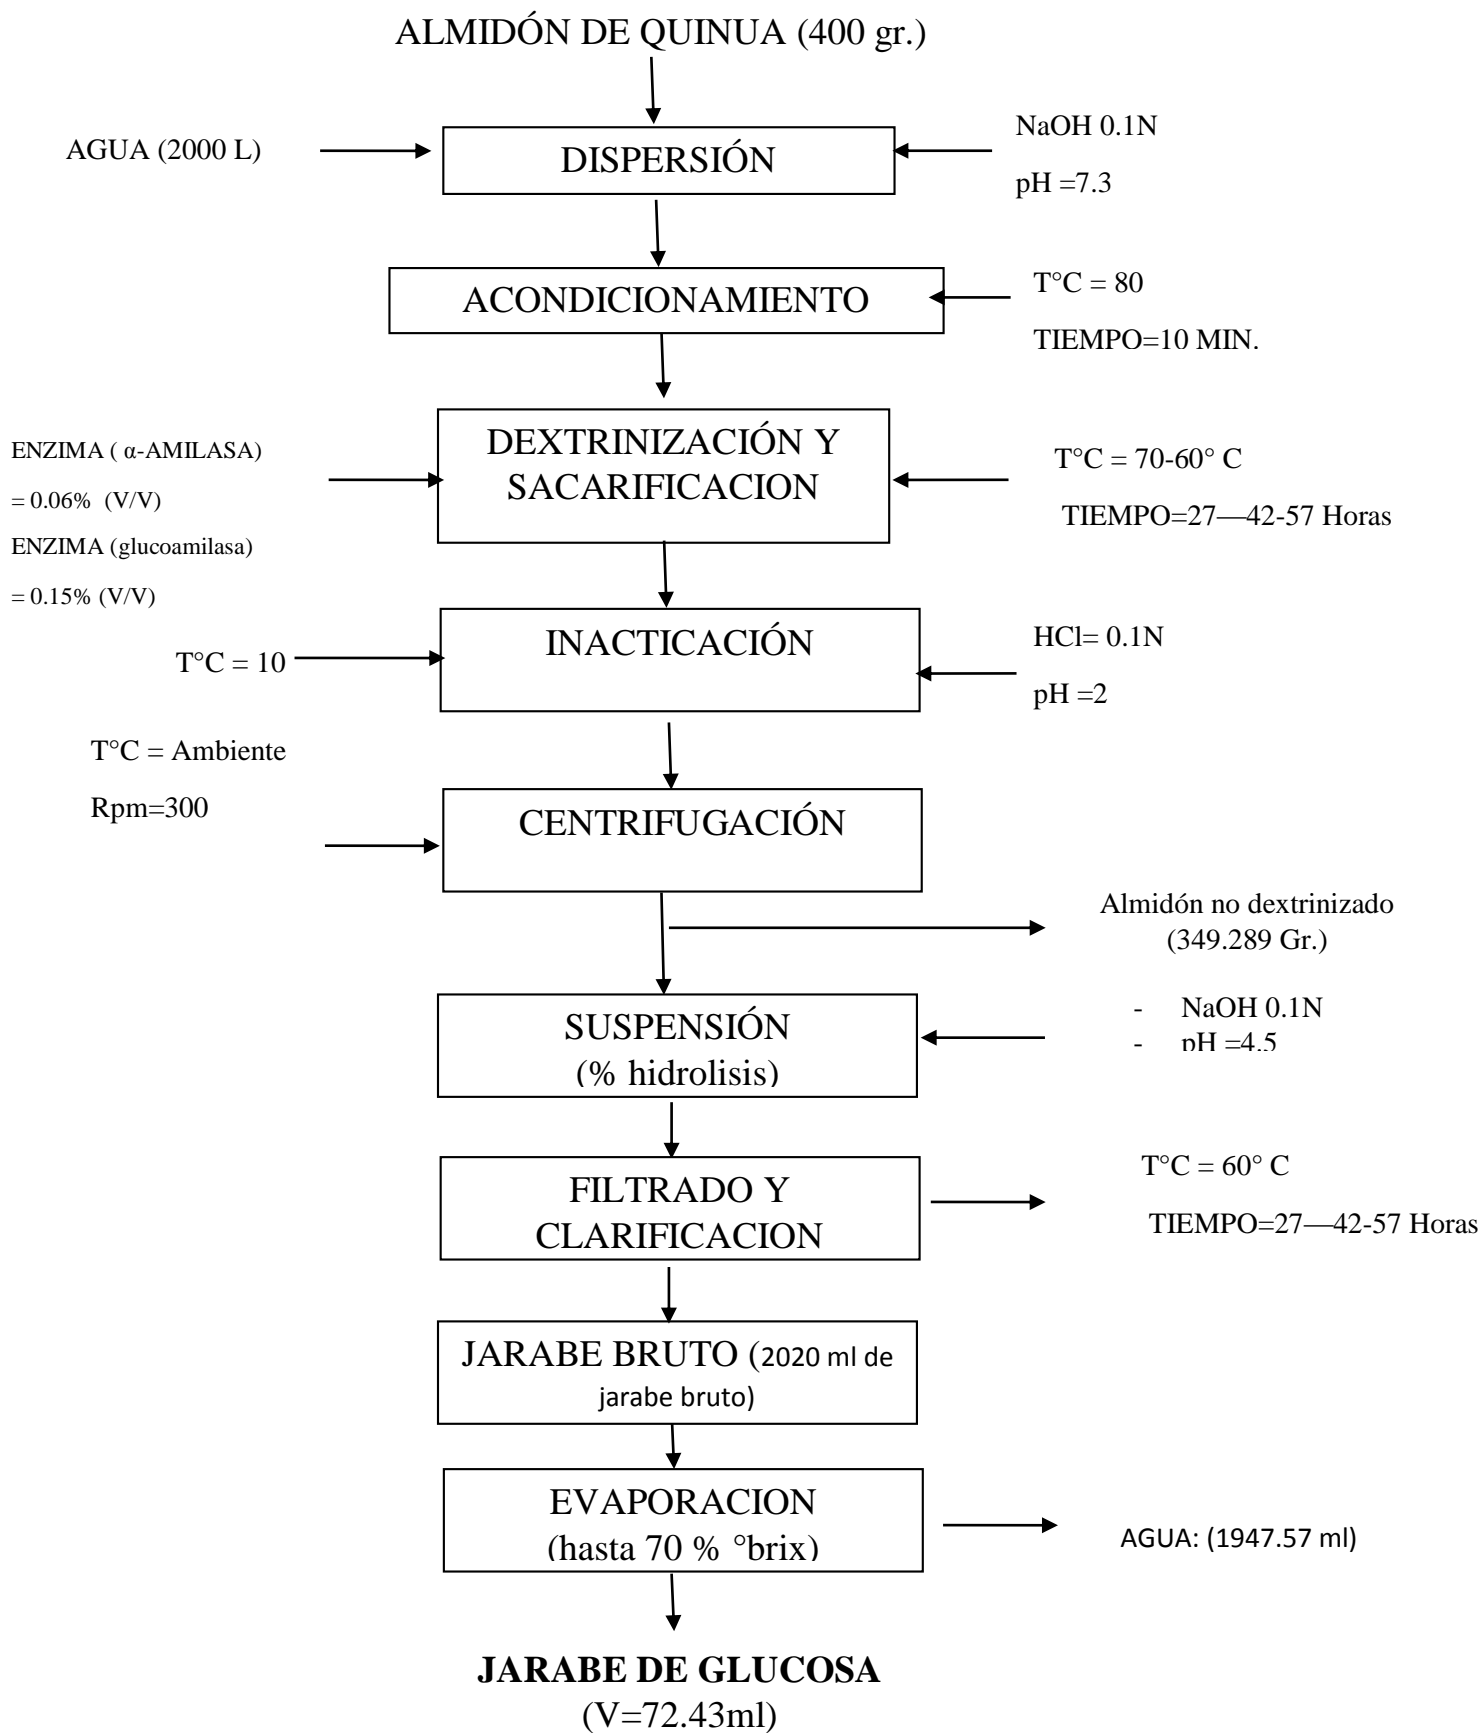 ALMIDÓN DE QUINUA (400 gr.)
AGUA (2000 L)
DISPERSIÓN
NaOH 0.1N
pH =7.3
ACONDICIONAMIENTO
T°C = 80
TIEMPO=10 MIN.
ENZIMA ( α-AMILASA)
= 0.06% (V/V)
ENZIMA (glucoamilasa)
= 0.15% (V/V)
DEXTRINIZACIÓN Y
SACARIFICACION
T°C = 70-60° C
TIEMPO=27—42-57 Horas
T°C = 10
INACTICACIÓN
HCl= 0.1N
pH =2
T°C = Ambiente
Rpm=300
CENTRIFUGACIÓN
Almidón no dextrinizado
(349.289 Gr.)
SUSPENSIÓN
(% hidrolisis)
- NaOH 0.1N
- pH =4.5
FILTRADO Y
CLARIFICACION
T°C = 60° C
TIEMPO=27—42-57 Horas
JARABE BRUTO (2020 ml de
jarabe bruto)
EVAPORACION
(hasta 70 % °brix)
AGUA: (1947.57 ml)
JARABE DE GLUCOSA
(V=72.43ml)